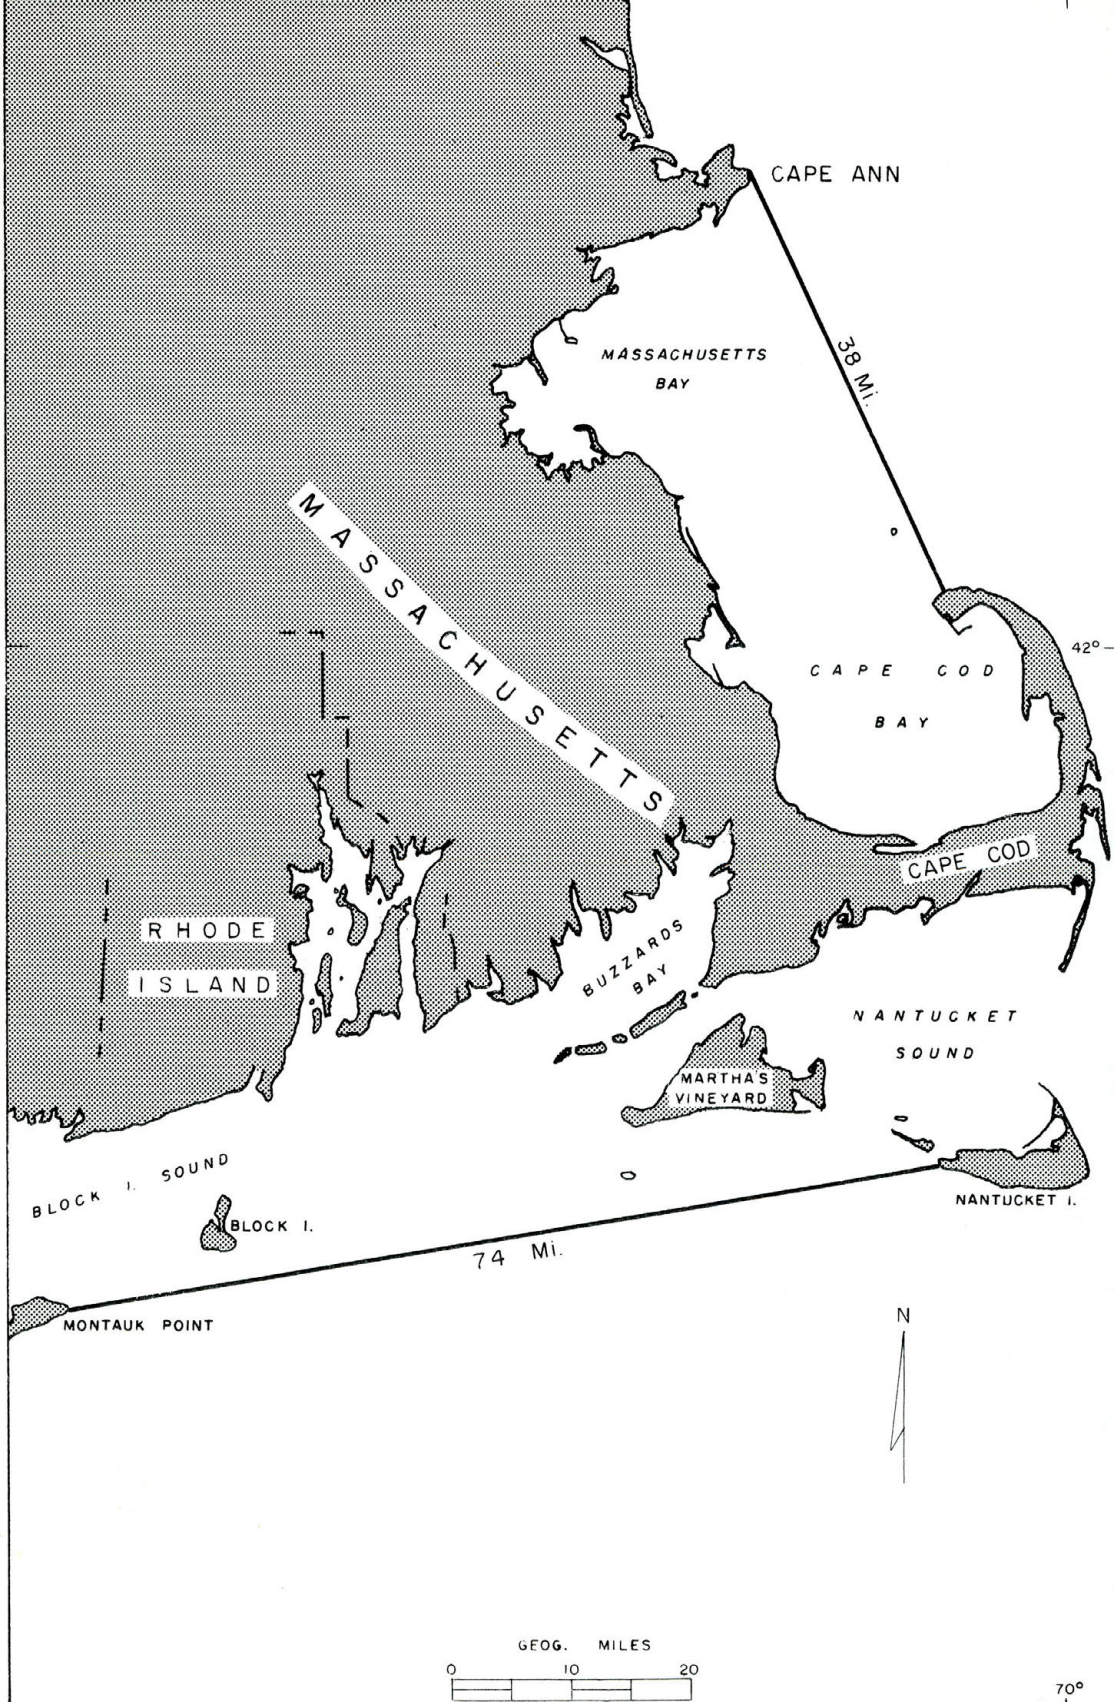 CAPE ANN
38 Mi.
MASSACHUSETTS
BAY
MASSACHUSETTS
42°
CAPE COD
BAY
CAPE COD
RHODE
ISLAND
BUZZARDS
BAY
NANTUCKET
SOUND
MARTHA'S
VINEYARD
BLOCK I. SOUND
NANTUCKET I.
BLOCK I.
74 Mi.
MONTAUK POINT
N
GEOG. MILES
0 10 20
70°